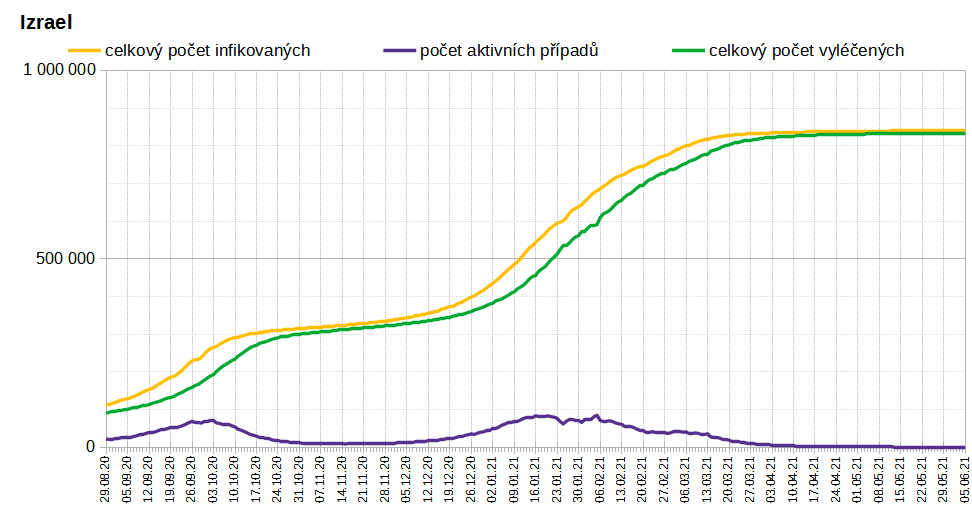 Izrael
celkový počet infikovaných počet aktivních případů celkový počet vyléčených
1 000 000
500 000
0
29.08.20 05.09.20 12.09.20 19.09.20 26.09.20 03.10.20 10.10.20 17.10.20 24.10.20 31.10.20 07.11.20 14.11.20 21.11.20 28.11.20 05.12.20 12.12.20 19.12.20 26.12.20 02.01.21 09.01.21 16.01.21 23.01.21 30.01.21 06.02.21 13.02.21 20.02.21 27.02.21 06.03.21 13.03.21 20.03.21 27.03.21 03.04.21 10.04.21 17.04.21 24.04.21 01.05.21 08.05.21 15.05.21 22.05.21 29.05.21 05.06.21